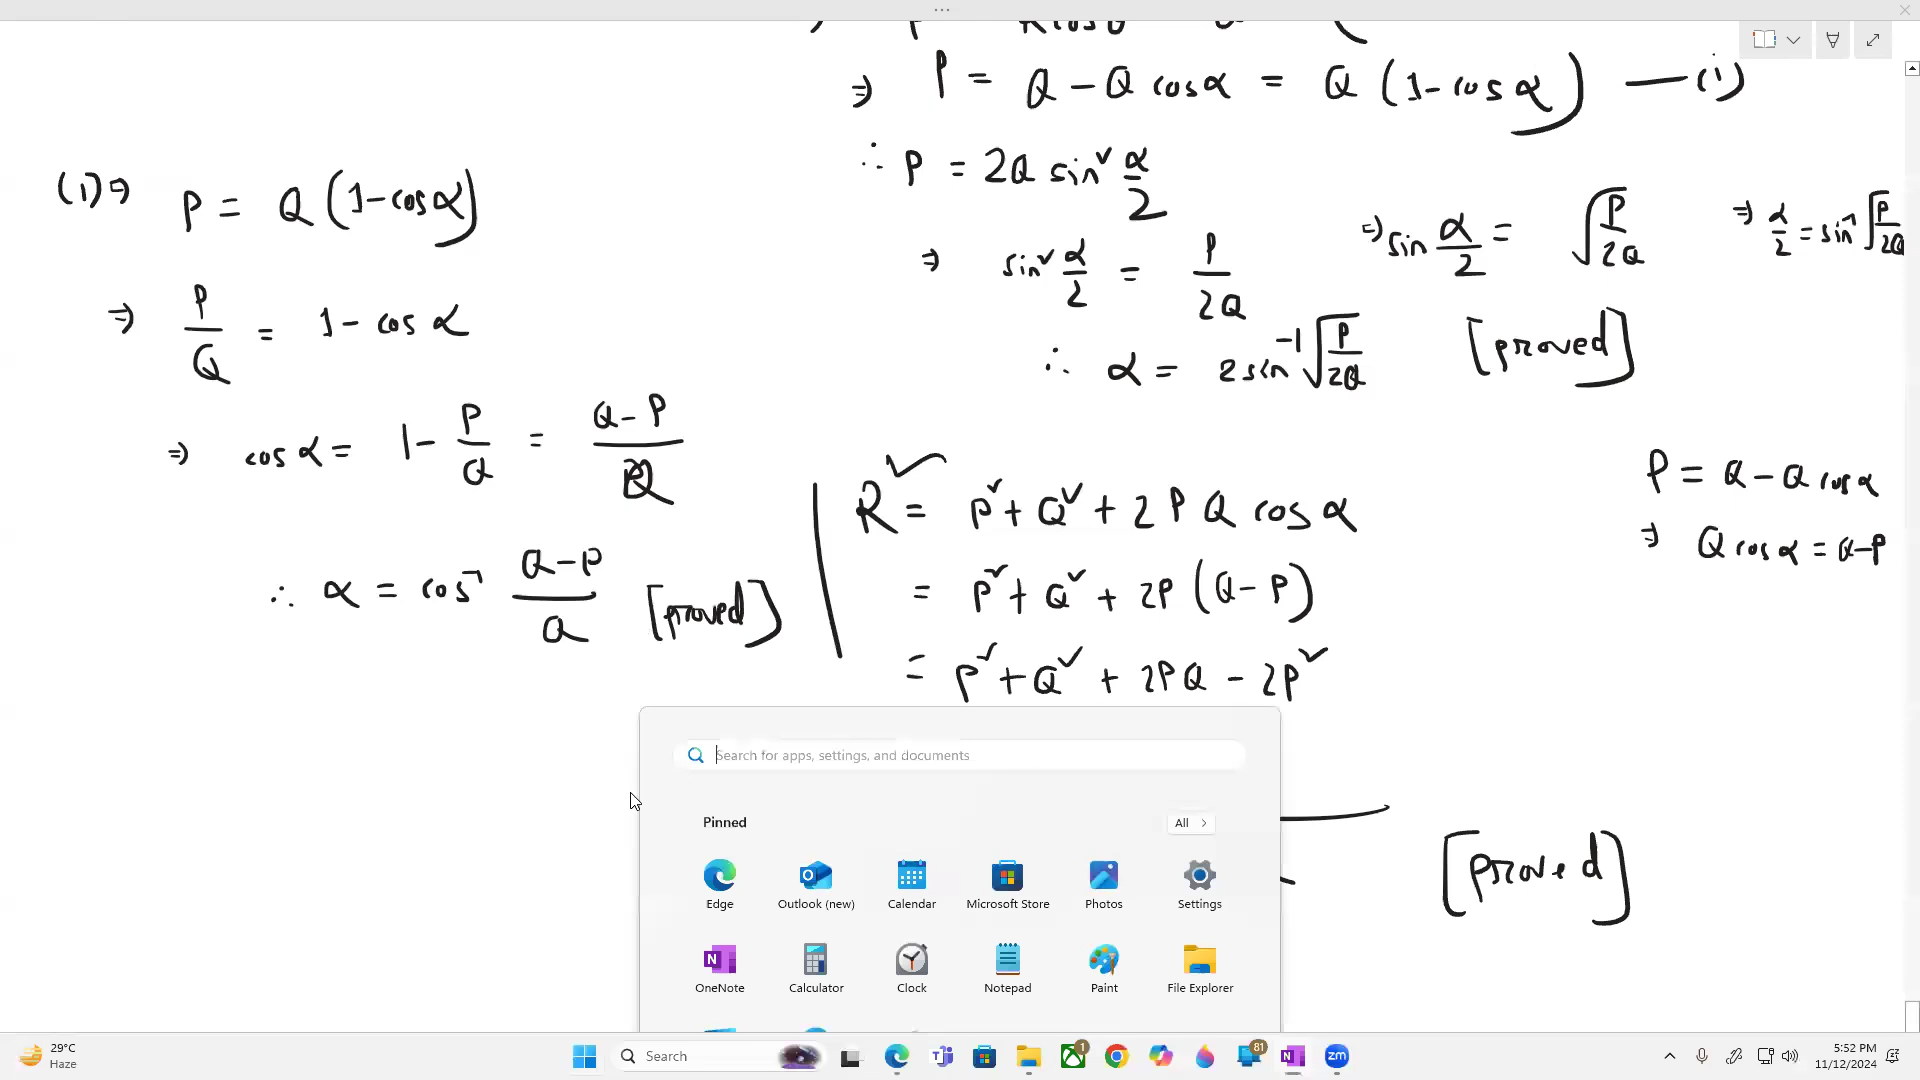 ⇒ P = Q - Q cos α = Q (1 - cos α) — (i)
∴ P = 2Q sin² α/2
⇒ sin² α/2 = P/2Q ⇒ sin α/2 = √(P/2Q) ⇒ α/2 = sin⁻¹ √(P/2Q)
∴ α = 2 sin⁻¹ √(P/2Q) [proved]
(1) ⇒ P = Q (1 - cos α)
⇒ P/Q = 1 - cos α
⇒ cos α = 1 - P/Q = (Q - P)/Q
∴ α = cos⁻¹ (Q - P)/Q [proved]
R² = P² + Q² + 2PQ cos α
= P² + Q² + 2P (Q - P)
= P² + Q² + 2PQ - 2P²
P = Q - Q cos α
⇒ Q cos α = Q - P
[proved]
Search for apps, settings, and documents
Pinned
All >
Edge Outlook (new) Calendar Microsoft Store Photos Settings
OneNote Calculator Clock Notepad Paint File Explorer
29°C
Haze
Search
1
81
zm
5:52 PM
11/12/2024